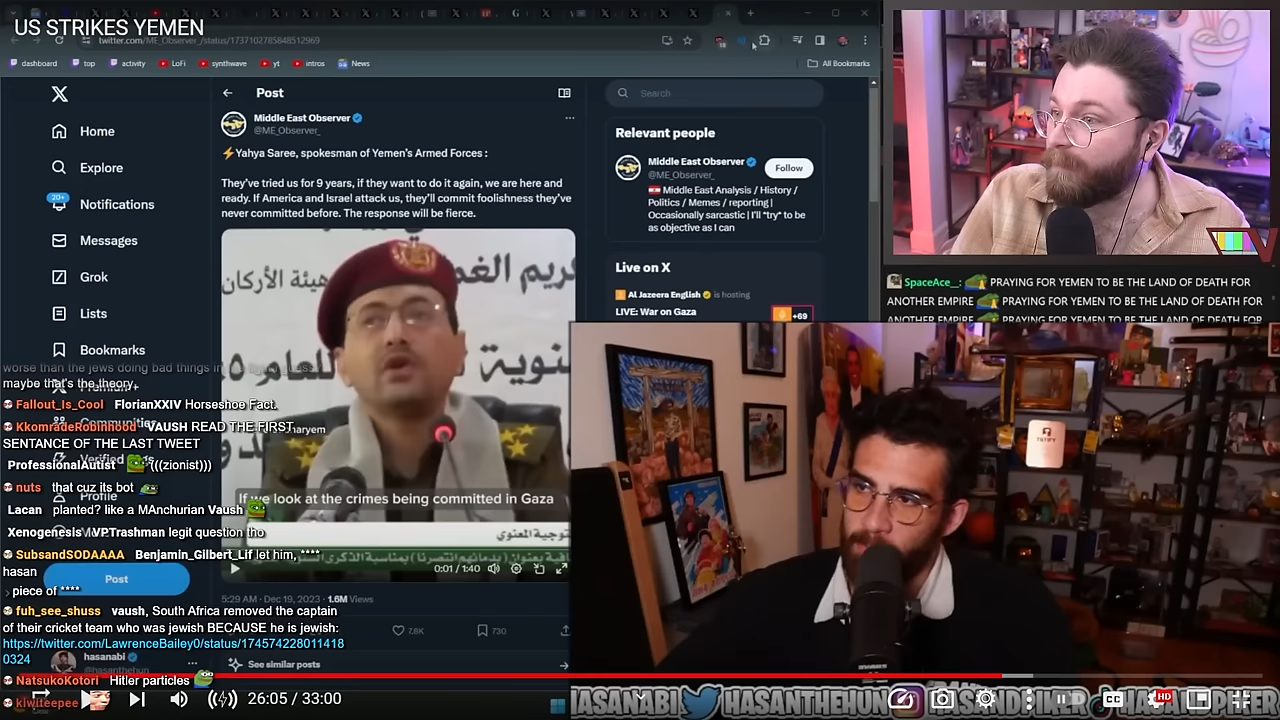 US STRIKES YEMEN
twitter.com/ME_Observer_/status/1737102785848512969
dashboard
top
activity
LoFi
synthwave
yt
intros
News
All Bookmarks
Home
Explore
20+
Notifications
Messages
Grok
Lists
Bookmarks
Profile
Post
Post
Middle East Observer
@ME_Observer_
⚡Yahya Saree, spokesman of Yemen's Armed Forces :
They've tried us for 9 years, if they want to do it again, we are here and
ready. If America and Israel attack us, they'll commit foolishness they've
never committed before. The response will be fierce.
هيئة الأركان
If we look at the crimes being committed in Gaza
0:01 / 1:40
5:29 AM · Dec 19, 2023 · 1.6M Views
7.8K
730
See similar posts
Search
Relevant people
Middle East Observer
@ME_Observer_
Follow
Middle East Analysis / History /
Politics / Memes / reporting |
Occasionally sarcastic | I'll *try* to be
as objective as I can
Live on X
Al Jazeera English is hosting
LIVE: War on Gaza
+69
SpaceAce__: PRAYING FOR YEMEN TO BE THE LAND OF DEATH FOR
ANOTHER EMPIRE PRAYING FOR YEMEN TO BE THE LAND OF DEATH FOR
ANOTHER EMPIRE PRAYING FOR YEMEN TO BE THE LAND OF DEATH FOR
worse than the jews doing bad things in
maybe that's the theory
Fallout_Is_Cool FlorianXXIV Horseshoe Fact.
KkomradeRobinhood VAUSH READ THE FIRST
SENTANCE OF THE LAST TWEET
ProfessionalAutist (((zionist)))
nuts that cuz its bot
Lacan planted? like a MAnchurian Vaush
Xenogenesis VPTrashman legit question tho
SubsandSODAAAA Benjamin_Gilbert_Lif let him, ****
hasan
piece of ****
fuh_see_shuss vaush, South Africa removed the captain
of their cricket team who was jewish BECAUSE he is jewish:
https://twitter.com/LawrenceBailey0/status/174574228011418
0324
hasanabi
@hasanthehun
NatsukoKotori Hitler particles
kiwiteepee
26:05 / 33:00
HD
CC
HASANTHEHUN